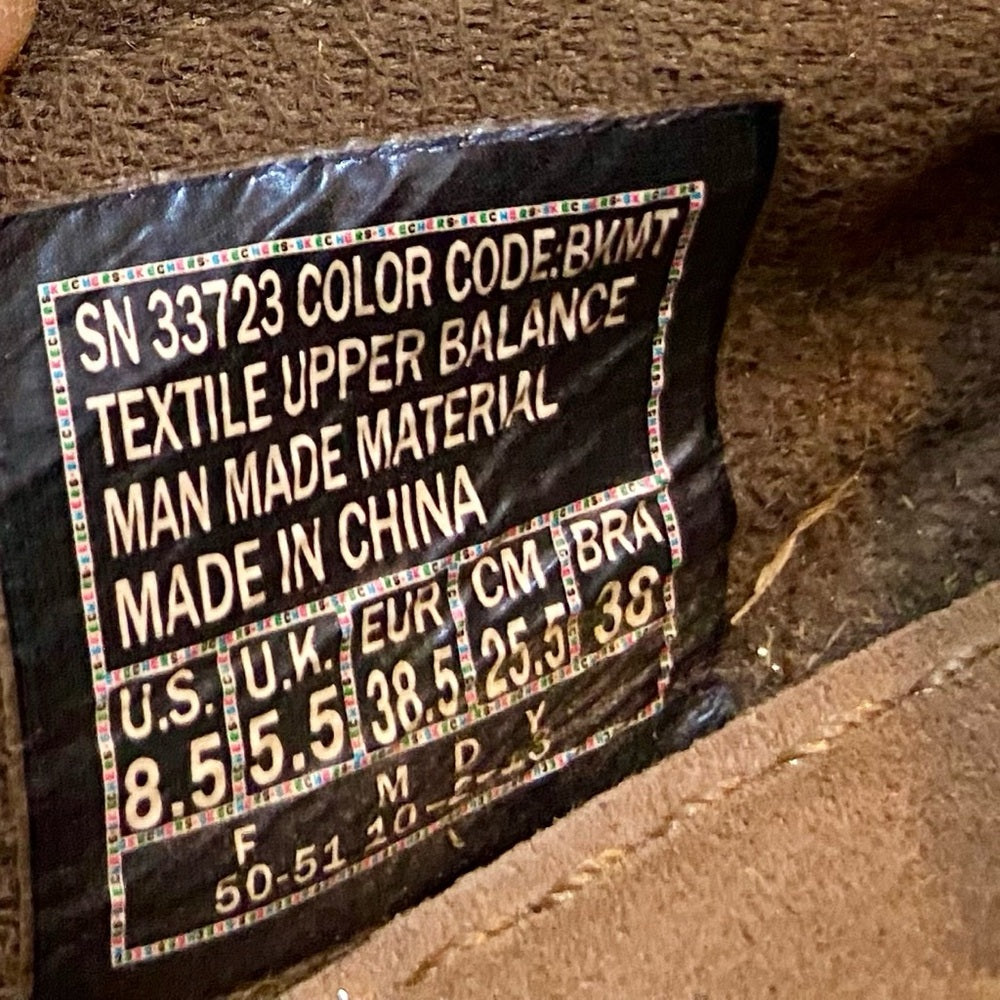 SN 33723 COLOR CODE:BKMT
TEXTILE UPPER BALANCE
MAN MADE MATERIAL
MADE IN CHINA
U.S. U.K. EUR CM BRA
8.5 5.5 38.5 25.5 38
F M D Y
50-51 10-